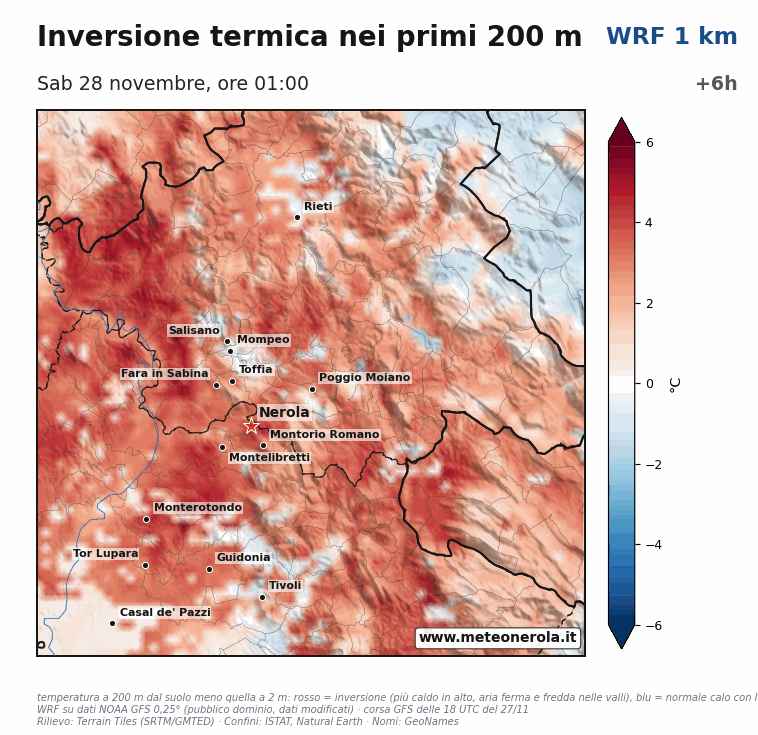 Inversione termica nei primi 200 m WRF 1 km
Sab 28 novembre, ore 01:00 +6h
Rieti
Salisano
Mompeo
Toffia
Fara in Sabina
Poggio Moiano
Nerola
Montorio Romano
Montelibretti
Monterotondo
Tor Lupara
Guidonia
Tivoli
Casal de' Pazzi
www.meteonerola.it
6
4
2
0
−2
−4
−6
°C
temperatura a 200 m dal suolo meno quella a 2 m: rosso = inversione (più caldo in alto, aria ferma e fredda nelle valli), blu = normale calo con l
WRF su dati NOAA GFS 0,25° (pubblico dominio, dati modificati) · corsa GFS delle 18 UTC del 27/11
Rilievo: Terrain Tiles (SRTM/GMTED) · Confini: ISTAT, Natural Earth · Nomi: GeoNames